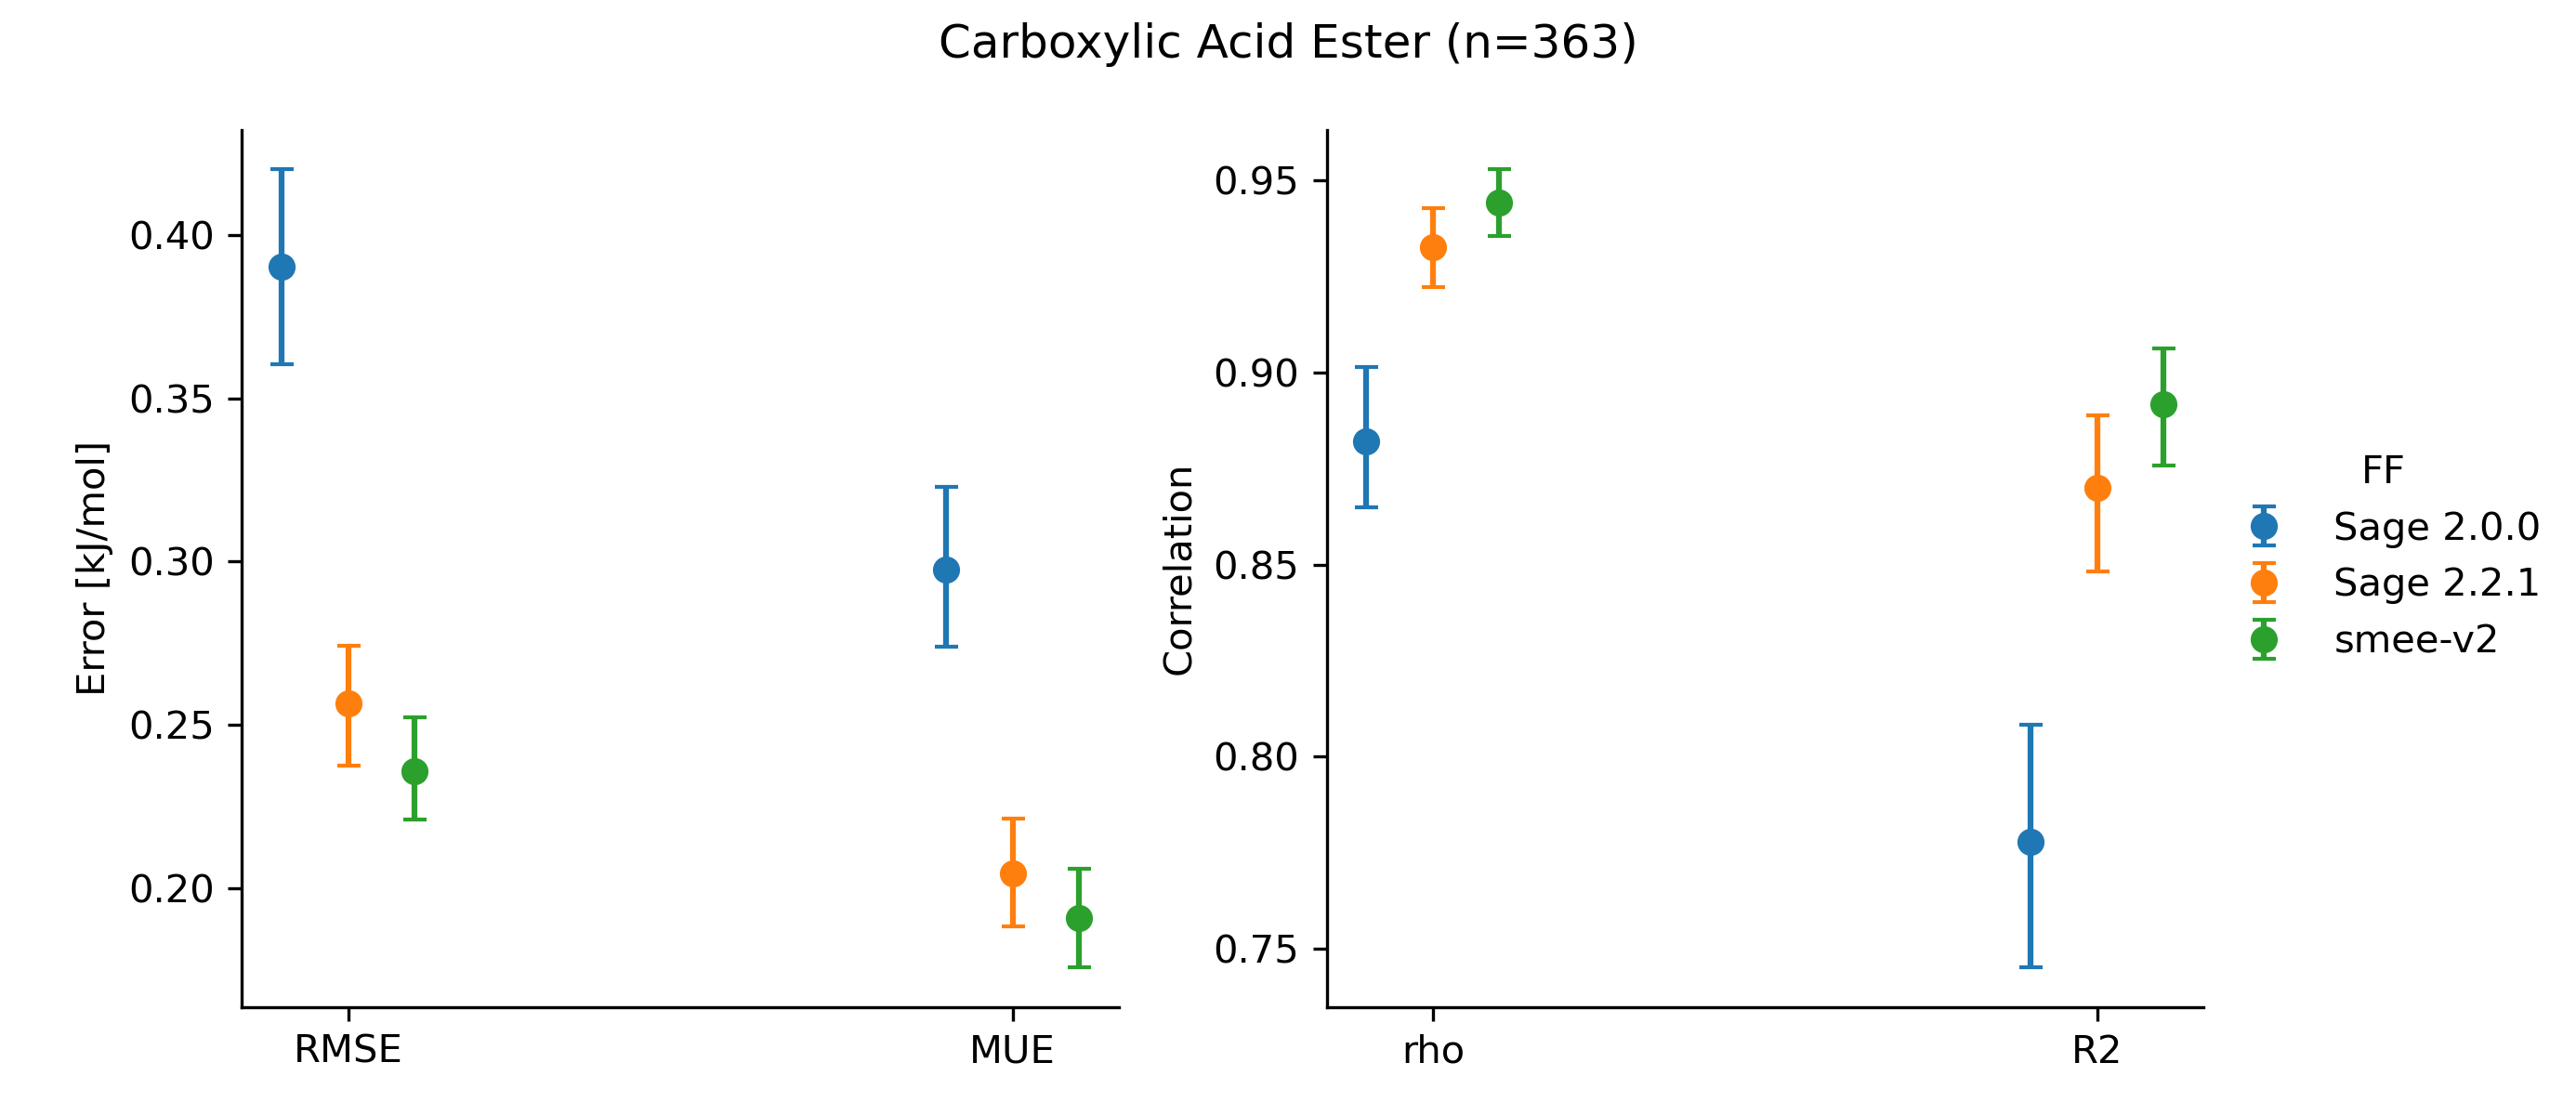 Carboxylic Acid Ester (n=363)
Error [kJ/mol]
0.40
0.35
0.30
0.25
0.20
RMSE
MUE
Correlation
0.95
0.90
0.85
0.80
0.75
rho
R2
FF
Sage 2.0.0
Sage 2.2.1
smee-v2